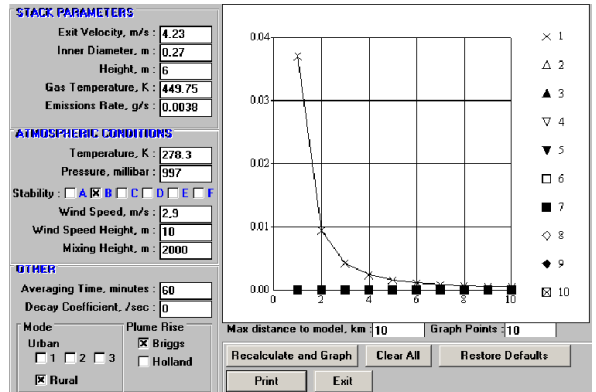 STACK PARAMETERS
Exit Velocity, m/s : 4.23
Inner Diameter, m : 0.27
Height, m : 6
Gas Temperature, K : 449.75
Emissions Rate, g/s : 0.0038
ATMOSPHERIC CONDITIONS
Temperature, K : 278.3
Pressure, millibar : 997
Stability : A B C D E F
Wind Speed, m/s : 2.9
Wind Speed Height, m : 10
Mixing Height, m : 2000
OTHER
Averaging Time, minutes : 60
Decay Coefficient, /sec : 0
Mode
Urban
1 2 3
Rural
Plume Rise
Briggs
Holland
0.04
0.03
0.02
0.01
0.00
0 2 4 6 8 10
1
2
3
4
5
6
7
8
9
10
Max distance to model, km : 10 Graph Points : 10
Recalculate and Graph Clear All Restore Defaults
Print Exit